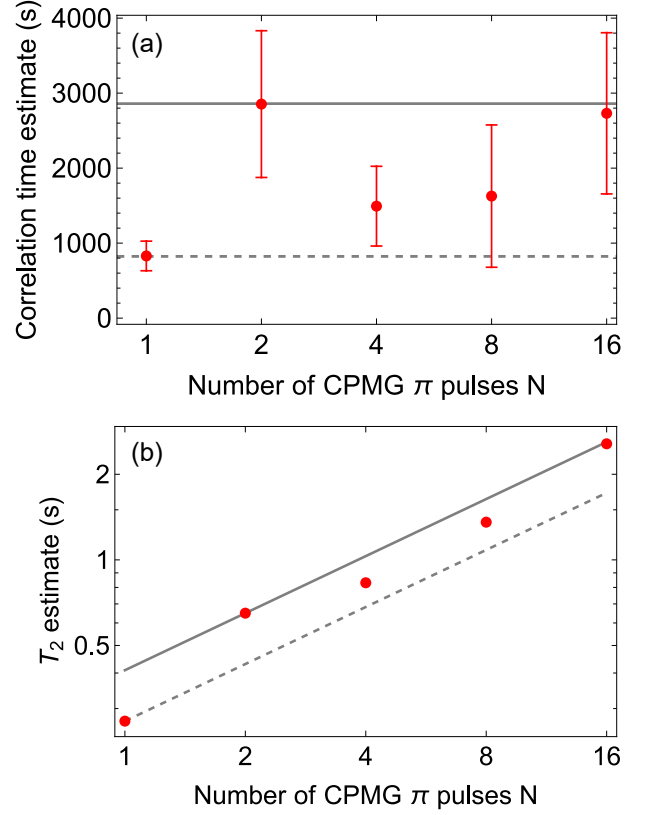 (a)
Correlation time estimate (s)
4000
3000
2000
1000
0
1 2 4 8 16
Number of CPMG π pulses N
(b)
T₂ estimate (s)
2
1
0.5
1 2 4 8 16
Number of CPMG π pulses N